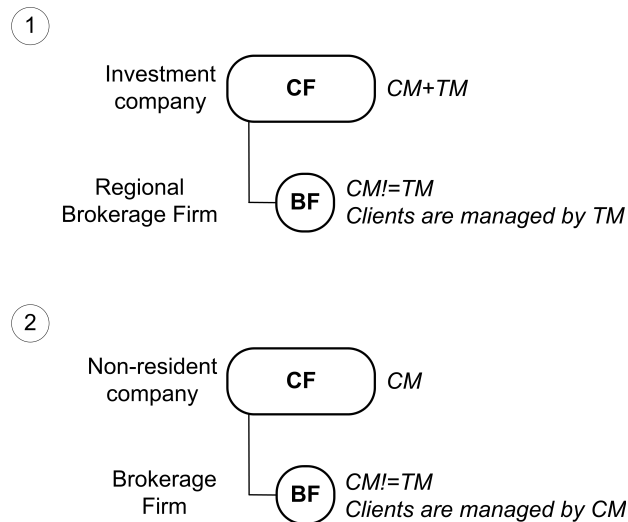 1
Investment
company
CF
CM+TM
Regional
Brokerage Firm
BF
CM!=TM
Clients are managed by TM
2
Non-resident
company
CF
CM
Brokerage
Firm
BF
CM!=TM
Clients are managed by CM